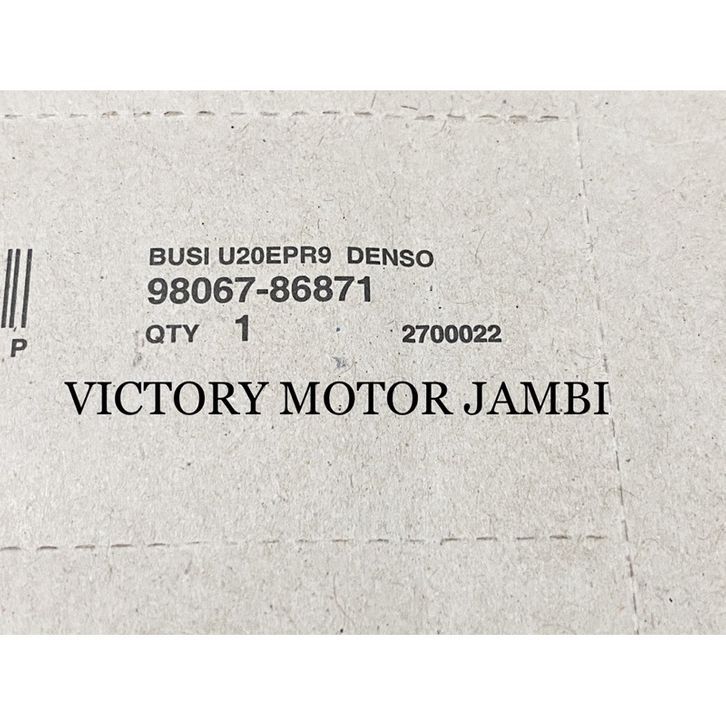 BUSI U20EPR9 DENSO
98067-86871
QTY 1 2700022
P
VICTORY MOTOR JAMBI